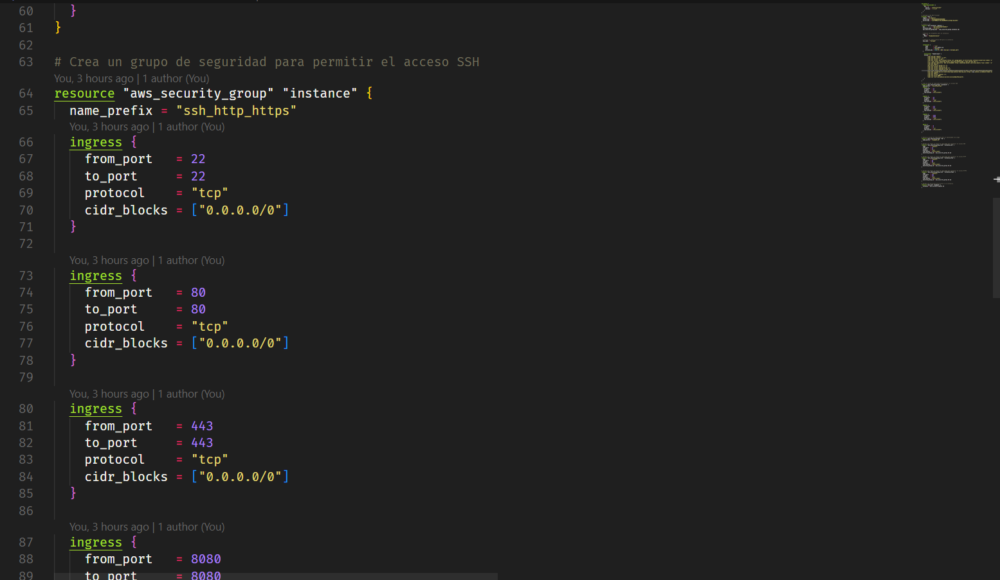 60 }
61 }
62
63 # Crea un grupo de seguridad para permitir el acceso SSH
You, 3 hours ago | 1 author (You)
64 resource "aws_security_group" "instance" {
65 name_prefix = "ssh_http_https"
You, 3 hours ago | 1 author (You)
66 ingress {
67 from_port = 22
68 to_port = 22
69 protocol = "tcp"
70 cidr_blocks = ["0.0.0.0/0"]
71 }
72
You, 3 hours ago | 1 author (You)
73 ingress {
74 from_port = 80
75 to_port = 80
76 protocol = "tcp"
77 cidr_blocks = ["0.0.0.0/0"]
78 }
79
You, 3 hours ago | 1 author (You)
80 ingress {
81 from_port = 443
82 to_port = 443
83 protocol = "tcp"
84 cidr_blocks = ["0.0.0.0/0"]
85 }
86
You, 3 hours ago | 1 author (You)
87 ingress {
88 from_port = 8080
89 to_port = 8080